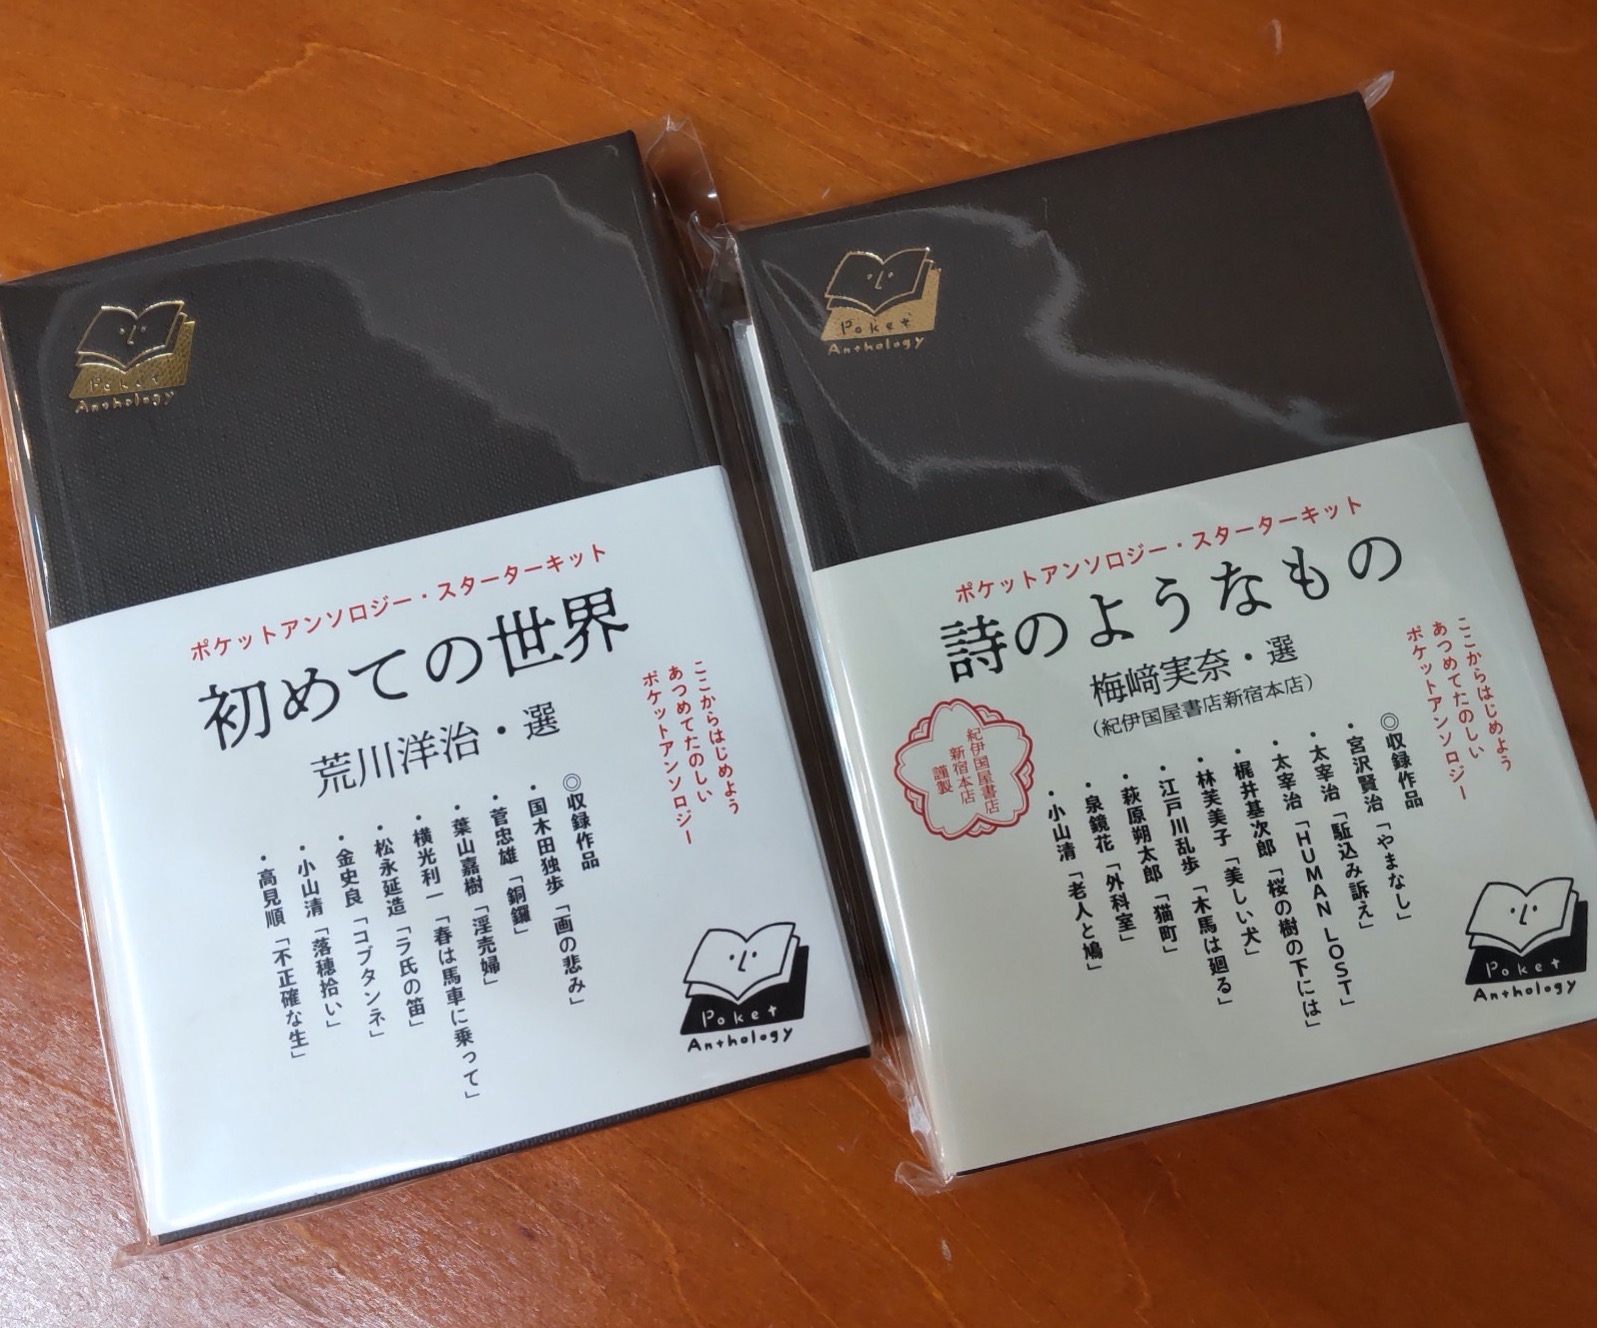 Poket
Anthology
ポケットアンソロジー・スターターキット
初めての世界
荒川洋治・選
ここからはじめよう
あつめてたのしい
ポケットアンソロジー
◎収録作品
・国木田独歩「画の悲み」
・菅忠雄「銅鑼」
・葉山嘉樹「淫売婦」
・横光利一「春は馬車に乗って」
・松永延造「ラ氏の笛」
・金史良「コブタンネ」
・小山清「落穂拾い」
・高見順「不正確な生」
Poket
Anthology
Poket
Anthology
ポケットアンソロジー・スターターキット
詩のようなもの
梅﨑実奈・選
(紀伊国屋書店新宿本店)
ここからはじめよう
あつめてたのしい
ポケットアンソロジー
紀伊国屋書店
新宿本店
謹製
◎収録作品
・宮沢賢治「やまなし」
・太宰治「駈込み訴え」
・太宰治「HUMAN LOST」
・梶井基次郎「桜の樹の下には」
・林芙美子「美しい犬」
・江戸川乱歩「木馬は廻る」
・萩原朔太郎「猫町」
・泉鏡花「外科室」
・小山清「老人と鳩」
Poket
Anthology